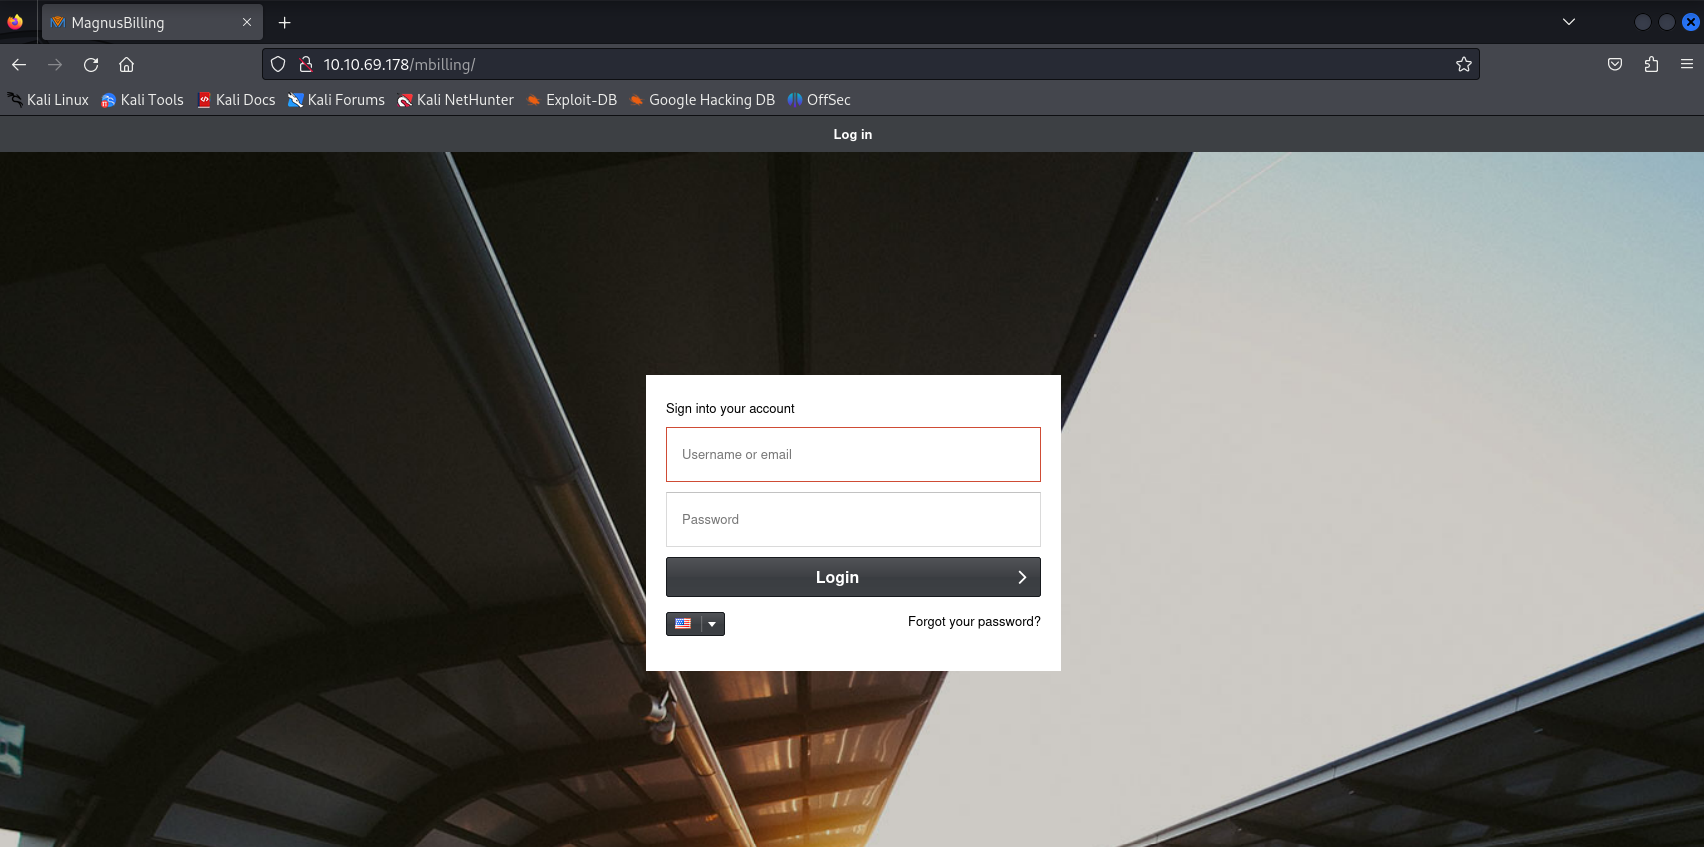 MagnusBilling
10.10.69.178/mbilling/
Kali Linux Kali Tools Kali Docs Kali Forums Kali NetHunter Exploit-DB Google Hacking DB OffSec
Log in
Sign into your account
Username or email
Password
Login
Forgot your password?